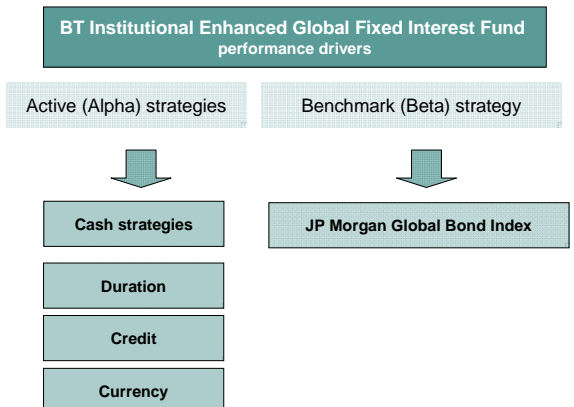 BT Institutional Enhanced Global Fixed Interest Fund
performance drivers
Active (Alpha) strategies
Benchmark (Beta) strategy
Cash strategies
JP Morgan Global Bond Index
Duration
Credit
Currency